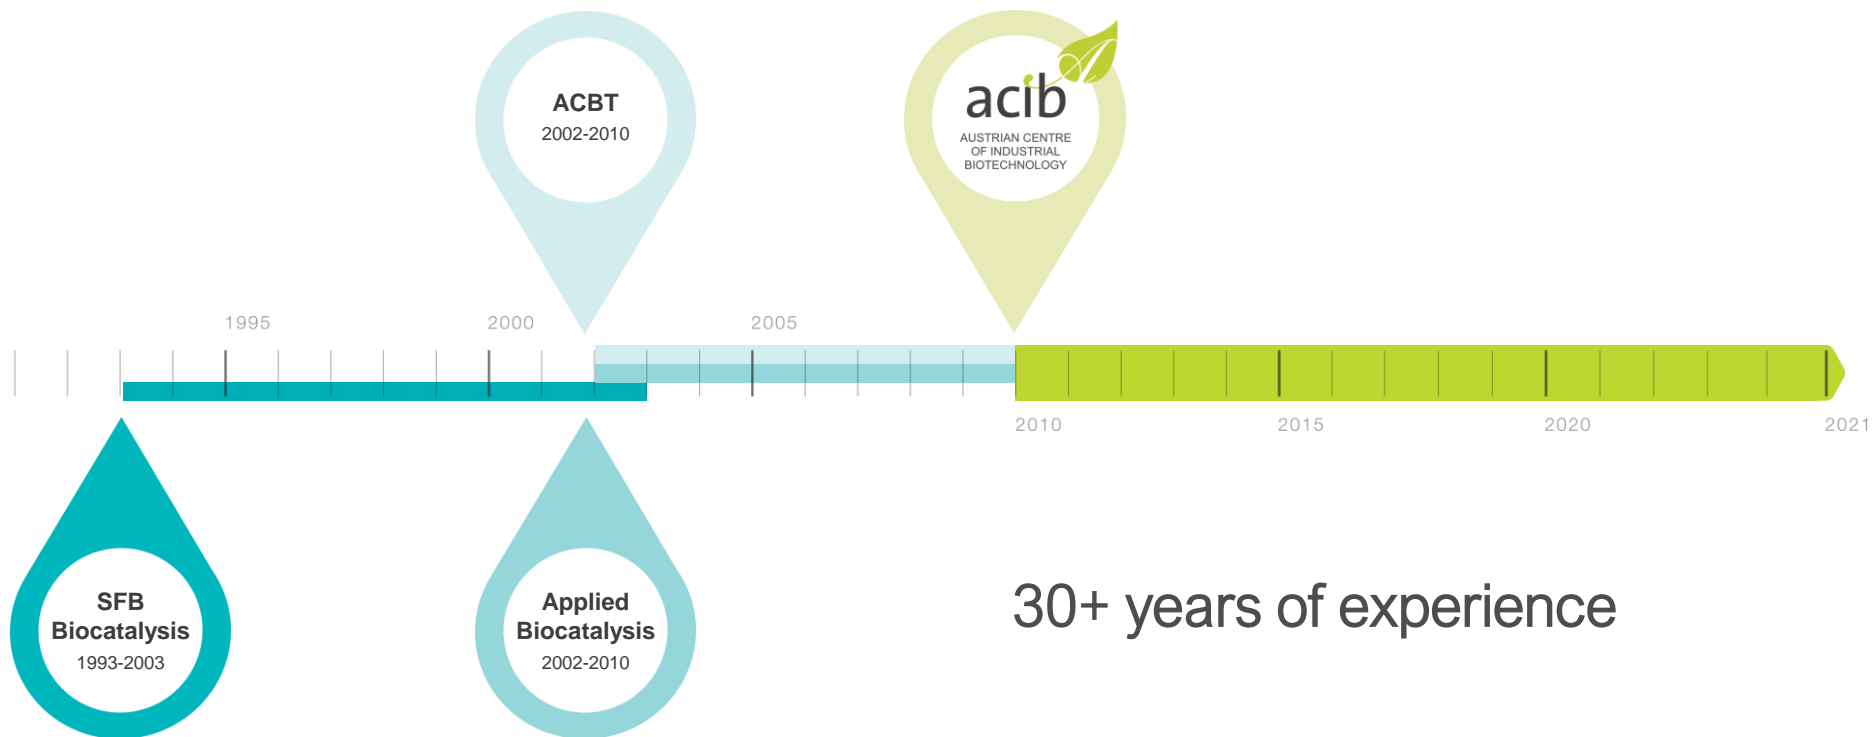 ACBT
2002-2010
acib
AUSTRIAN CENTRE
OF INDUSTRIAL
BIOTECHNOLOGY
1995
2000
2005
2010
2015
2020
2021
SFB
Biocatalysis
1993-2003
Applied
Biocatalysis
2002-2010
30+ years of experience